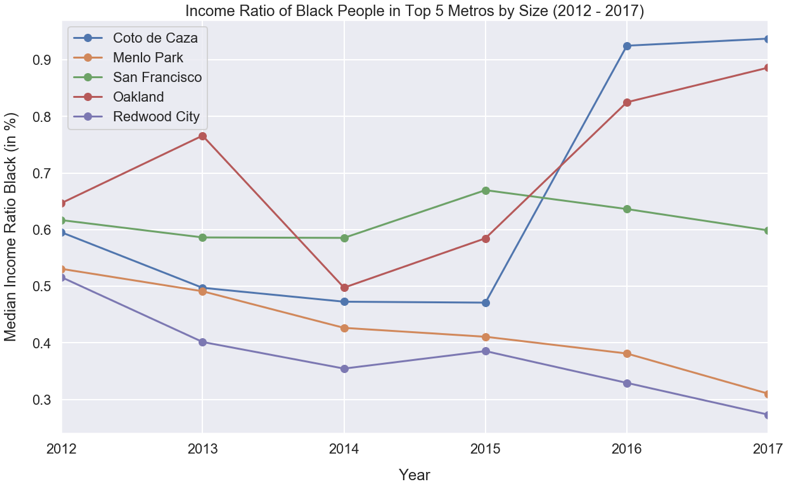 Income Ratio of Black People in Top 5 Metros by Size (2012 - 2017)
Coto de Caza
Menlo Park
San Francisco
Oakland
Redwood City
Median Income Ratio Black (in %)
0.9
0.8
0.7
0.6
0.5
0.4
0.3
2012 2013 2014 2015 2016 2017
Year